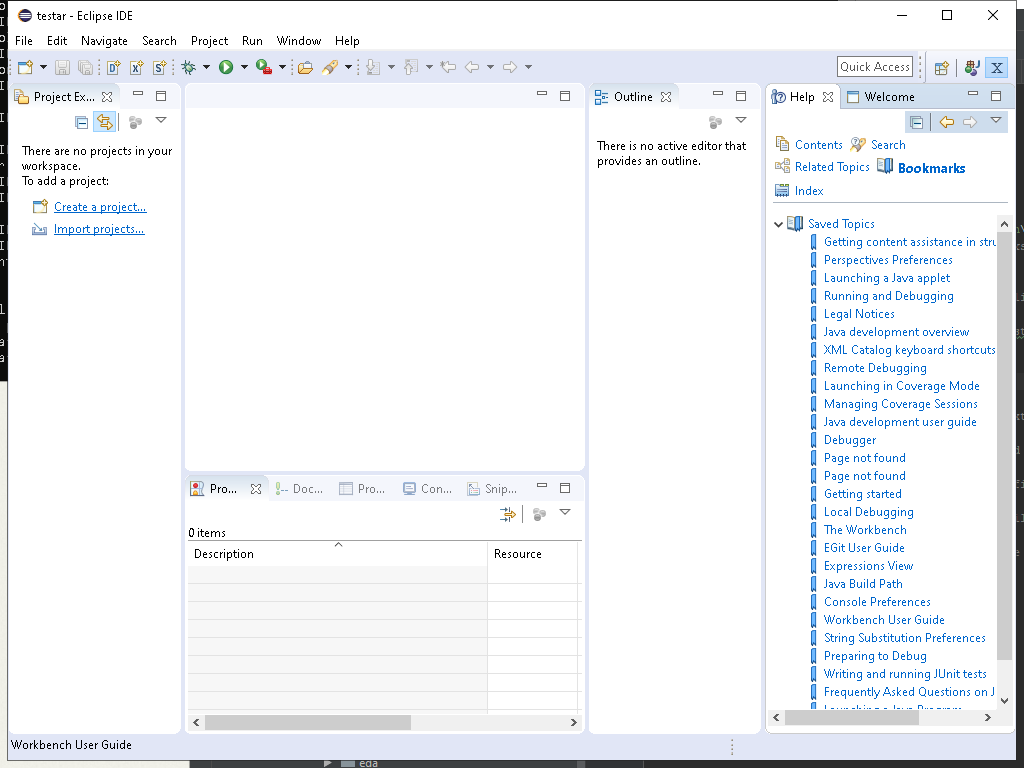 testar - Eclipse IDE
File Edit Navigate Search Project Run Window Help
Quick Access
Project Ex...
There are no projects in your
workspace.
To add a project:
Create a project...
Import projects...
Outline
There is no active editor that
provides an outline.
Help Welcome
Contents Search
Related Topics Bookmarks
Index
Saved Topics
Getting content assistance in stru
Perspectives Preferences
Launching a Java applet
Running and Debugging
Legal Notices
Java development overview
XML Catalog keyboard shortcuts
Remote Debugging
Launching in Coverage Mode
Managing Coverage Sessions
Java development user guide
Debugger
Page not found
Page not found
Getting started
Local Debugging
The Workbench
EGit User Guide
Expressions View
Java Build Path
Console Preferences
Workbench User Guide
String Substitution Preferences
Preparing to Debug
Writing and running JUnit tests
Frequently Asked Questions on J
Launching a Java Program
Pro... Doc... Pro... Con... Snip...
0 items
Description Resource
Workbench User Guide
eda